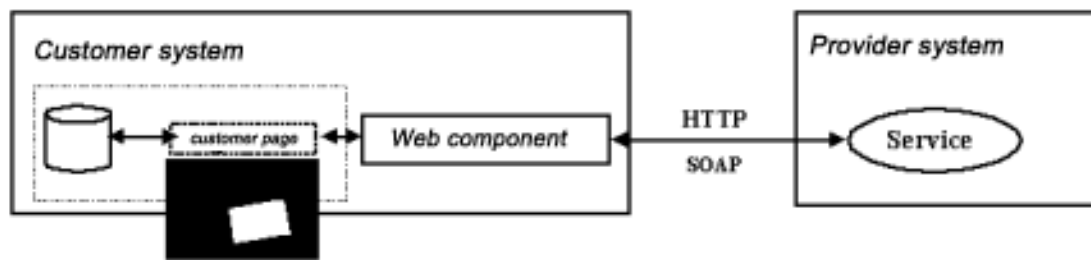 Customer system
Provider system
customer page
Web component
HTTP
SOAP
Service